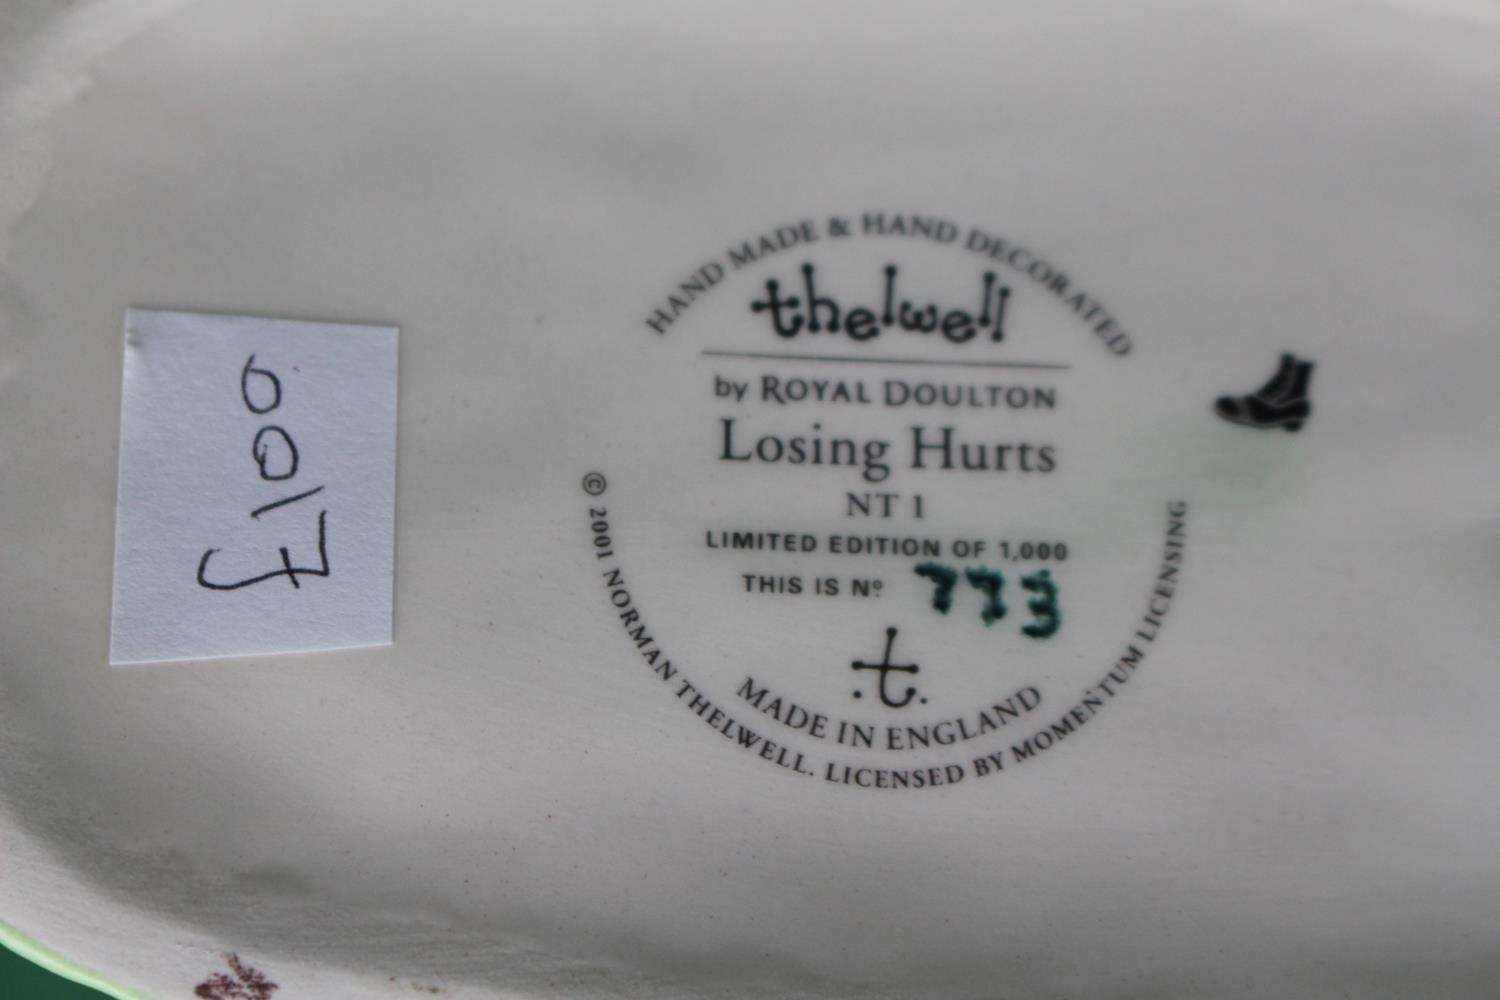 HAND MADE & HAND DECORATED
thelwell
by ROYAL DOULTON
Losing Hurts
NT 1
LIMITED EDITION OF 1,000
THIS IS Nº 773
.t.
MADE IN ENGLAND
© 2001 NORMAN THELWELL. LICENSED BY MOMENTUM LICENSING
£100